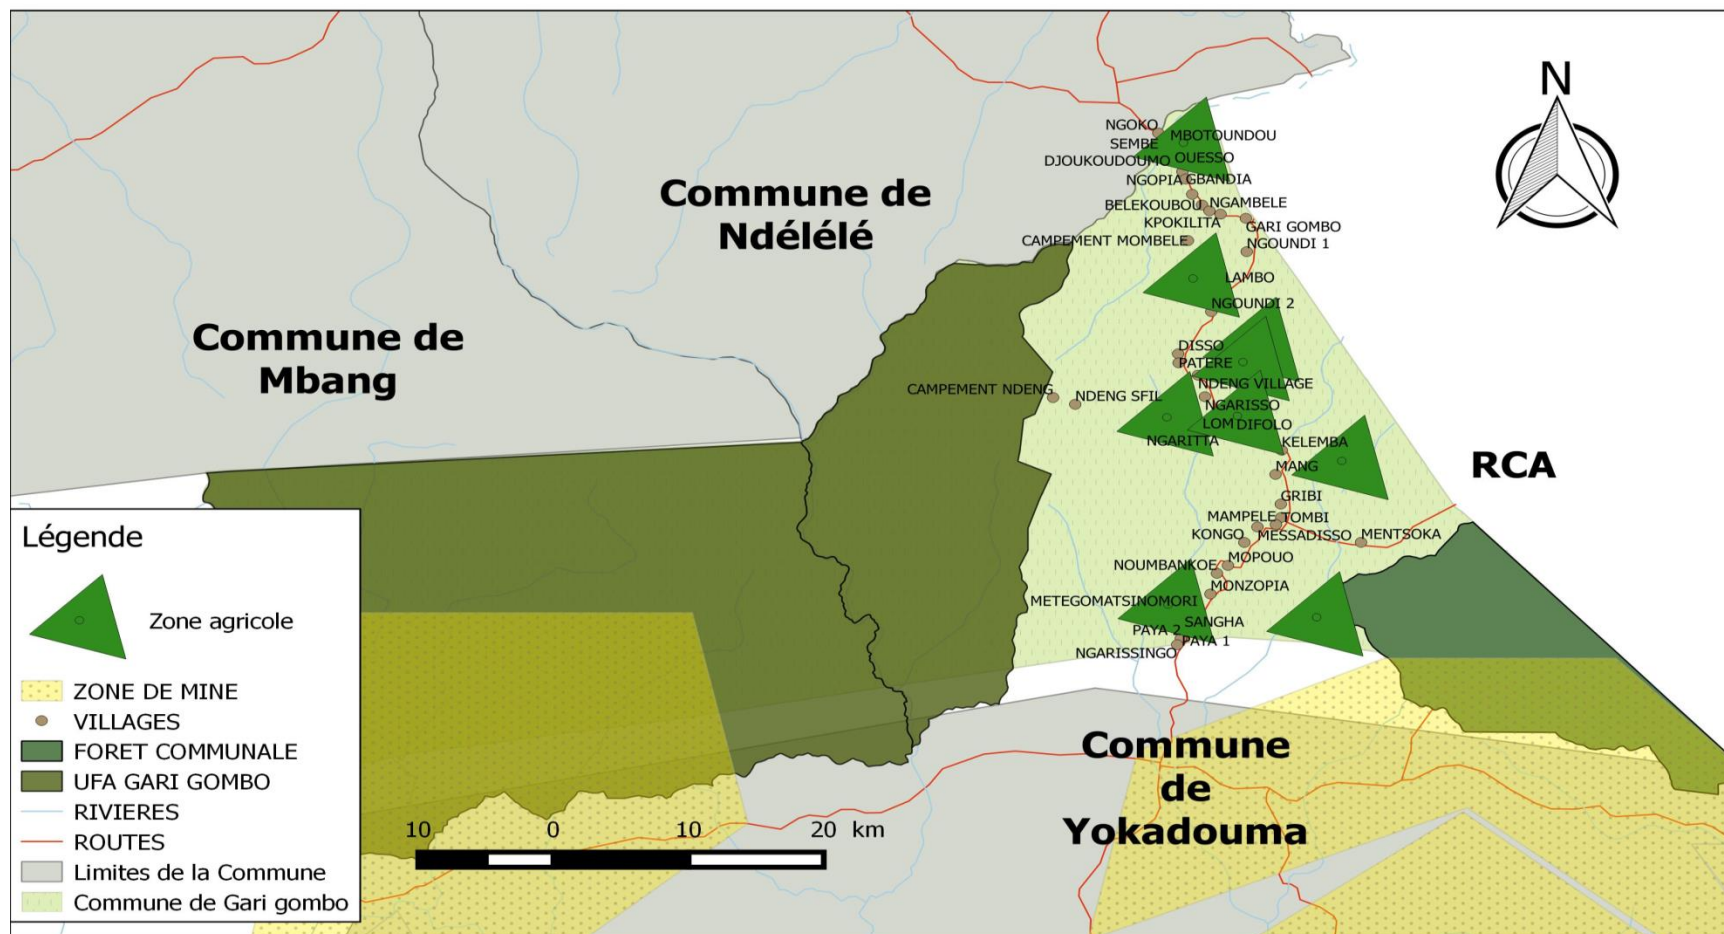 N
NGOKO
MBOTOUNDOU
SEMBE
DJOUKOUDOUMO
OUESSO
NGOPIA
GBANDIA
BELEKOUBOU
NGAMBELE
KPOKILITA
GARI GOMBO
CAMPEMENT MOMBELE
NGOUNDI 1
LAMBO
NGOUNDI 2
Commune de
Ndélélé
Commune de
Mbang
DISSO
PATERE
CAMPEMENT NDENG
NDENG SFIL
NDENG VILLAGE
NGARISSO
LOM
DIFOLO
NGARITTA
KELEMBA
MANG
RCA
GRIBI
MAMPELE
TOMBI
KONGO
MESSADISSO
MENTSOKA
NOUMBANKOE
MOPOUO
MONZOPIA
METEGOMATSINOMORI
SANGHA
PAYA 2
PAYA 1
NGARISSINGO
Commune
de
Yokadouma
Légende
Zone agricole
ZONE DE MINE
VILLAGES
FORET COMMUNALE
UFA GARI GOMBO
RIVIERES
ROUTES
Limites de la Commune
Commune de Gari gombo
10 0 10 20 km